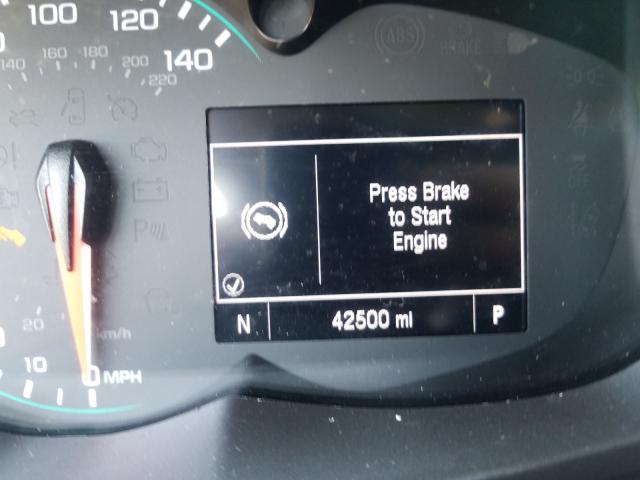 100 120
140
160 180
140 200
220
ABS
BRAKE
Press Brake
to Start
Engine
P
20
km/h
N 42500 mi P
10
0 MPH